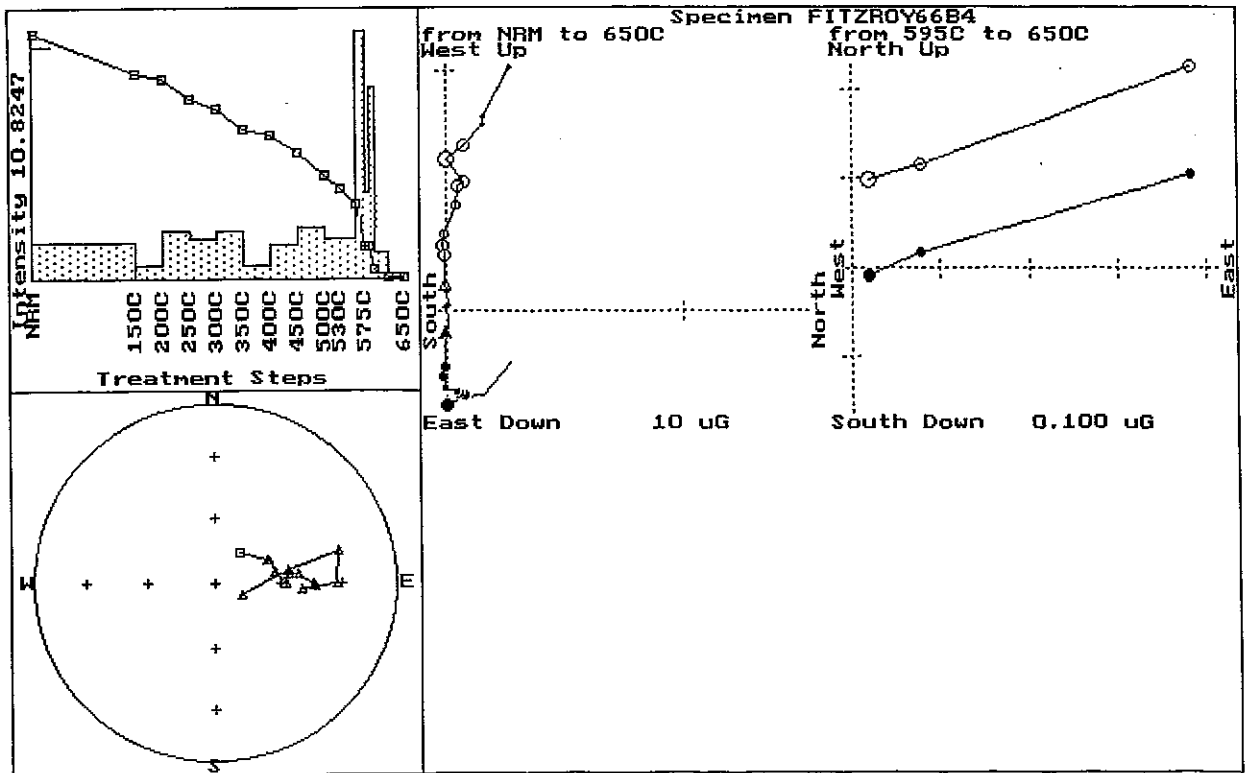 Specimen FITZROY66B4
from NRM to 650C
West Up
from 595C to 650C
North Up
Intensity 10.8247
NRM
150C
200C
250C
300C
350C
400C
450C
500C
530C
575C
650C
Treatment Steps
South
North
West
East
East Down 10 uG
South Down 0.100 uG
N
W
E
S